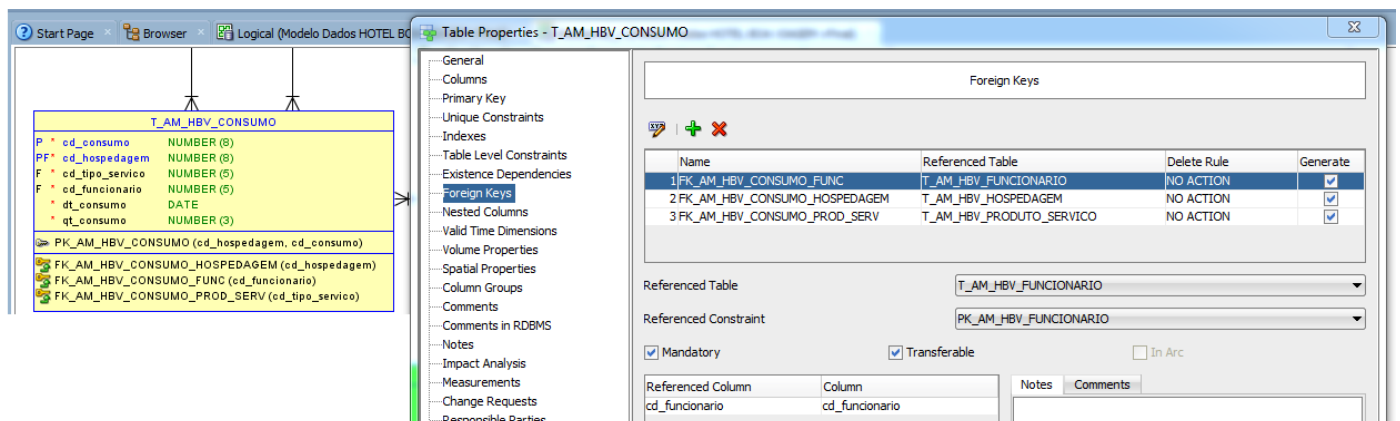 Start Page
Browser
Logical (Modelo Dados HOTEL BO
T_AM_HBV_CONSUMO
P * cd_consumo NUMBER (8)
PF* cd_hospedagem NUMBER (8)
F * cd_tipo_servico NUMBER (5)
F * cd_funcionario NUMBER (5)
* dt_consumo DATE
* qt_consumo NUMBER (3)
PK_AM_HBV_CONSUMO (cd_hospedagem, cd_consumo)
FK_AM_HBV_CONSUMO_HOSPEDAGEM (cd_hospedagem)
FK_AM_HBV_CONSUMO_FUNC (cd_funcionario)
FK_AM_HBV_CONSUMO_PROD_SERV (cd_tipo_servico)
Table Properties - T_AM_HBV_CONSUMO
General
Columns
Primary Key
Unique Constraints
Indexes
Table Level Constraints
Existence Dependencies
Foreign Keys
Nested Columns
Valid Time Dimensions
Volume Properties
Spatial Properties
Column Groups
Comments
Comments in RDBMS
Notes
Impact Analysis
Measurements
Change Requests
Responsible Parties
Foreign Keys
Name Referenced Table Delete Rule Generate
1 FK_AM_HBV_CONSUMO_FUNC T_AM_HBV_FUNCIONARIO NO ACTION
2 FK_AM_HBV_CONSUMO_HOSPEDAGEM T_AM_HBV_HOSPEDAGEM NO ACTION
3 FK_AM_HBV_CONSUMO_PROD_SERV T_AM_HBV_PRODUTO_SERVICO NO ACTION
Referenced Table T_AM_HBV_FUNCIONARIO
Referenced Constraint PK_AM_HBV_FUNCIONARIO
Mandatory Transferable In Arc
Referenced Column Column
cd_funcionario cd_funcionario
Notes Comments